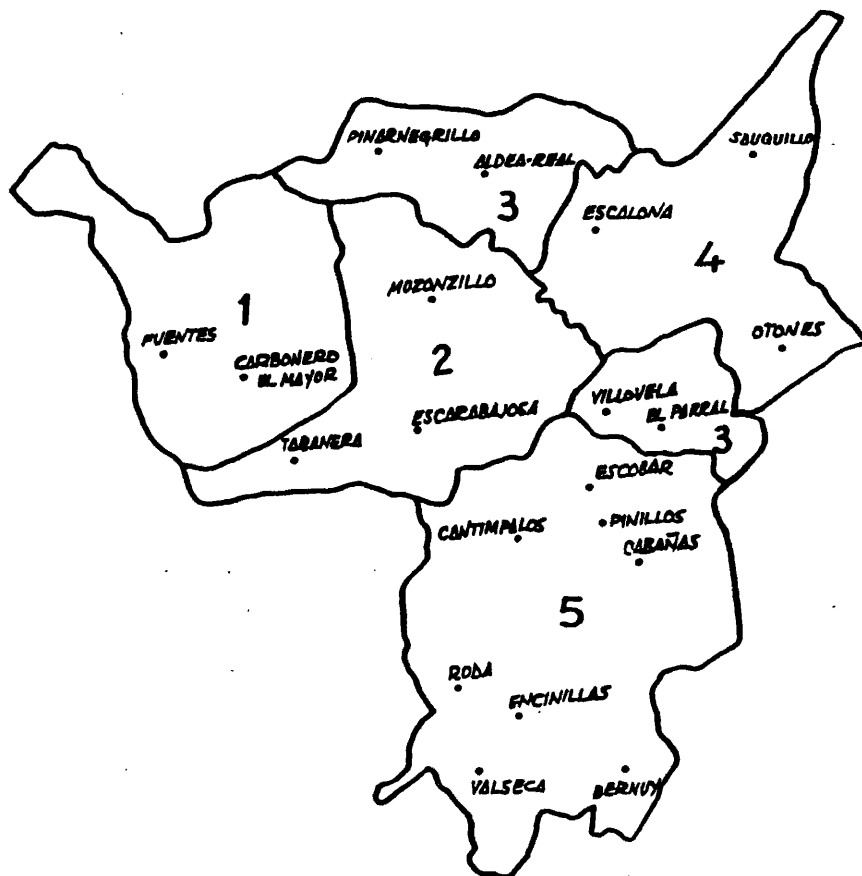 PINARNEGRILLO
SAUQUILLO
ALDEA-REAL
3
ESCALONA
4
MOZONZILLO
1
OTONES
FUENTES
2
CARBONERO
EL MAYOR
VILLOVELA
EL PARRAL
ESCARABAJOSA
3
TABANERA
ESCOBAR
CANTIMPALOS
PINILLOS
CABAÑAS
5
RODA
ENCINILLAS
VALSECA
BERNUY